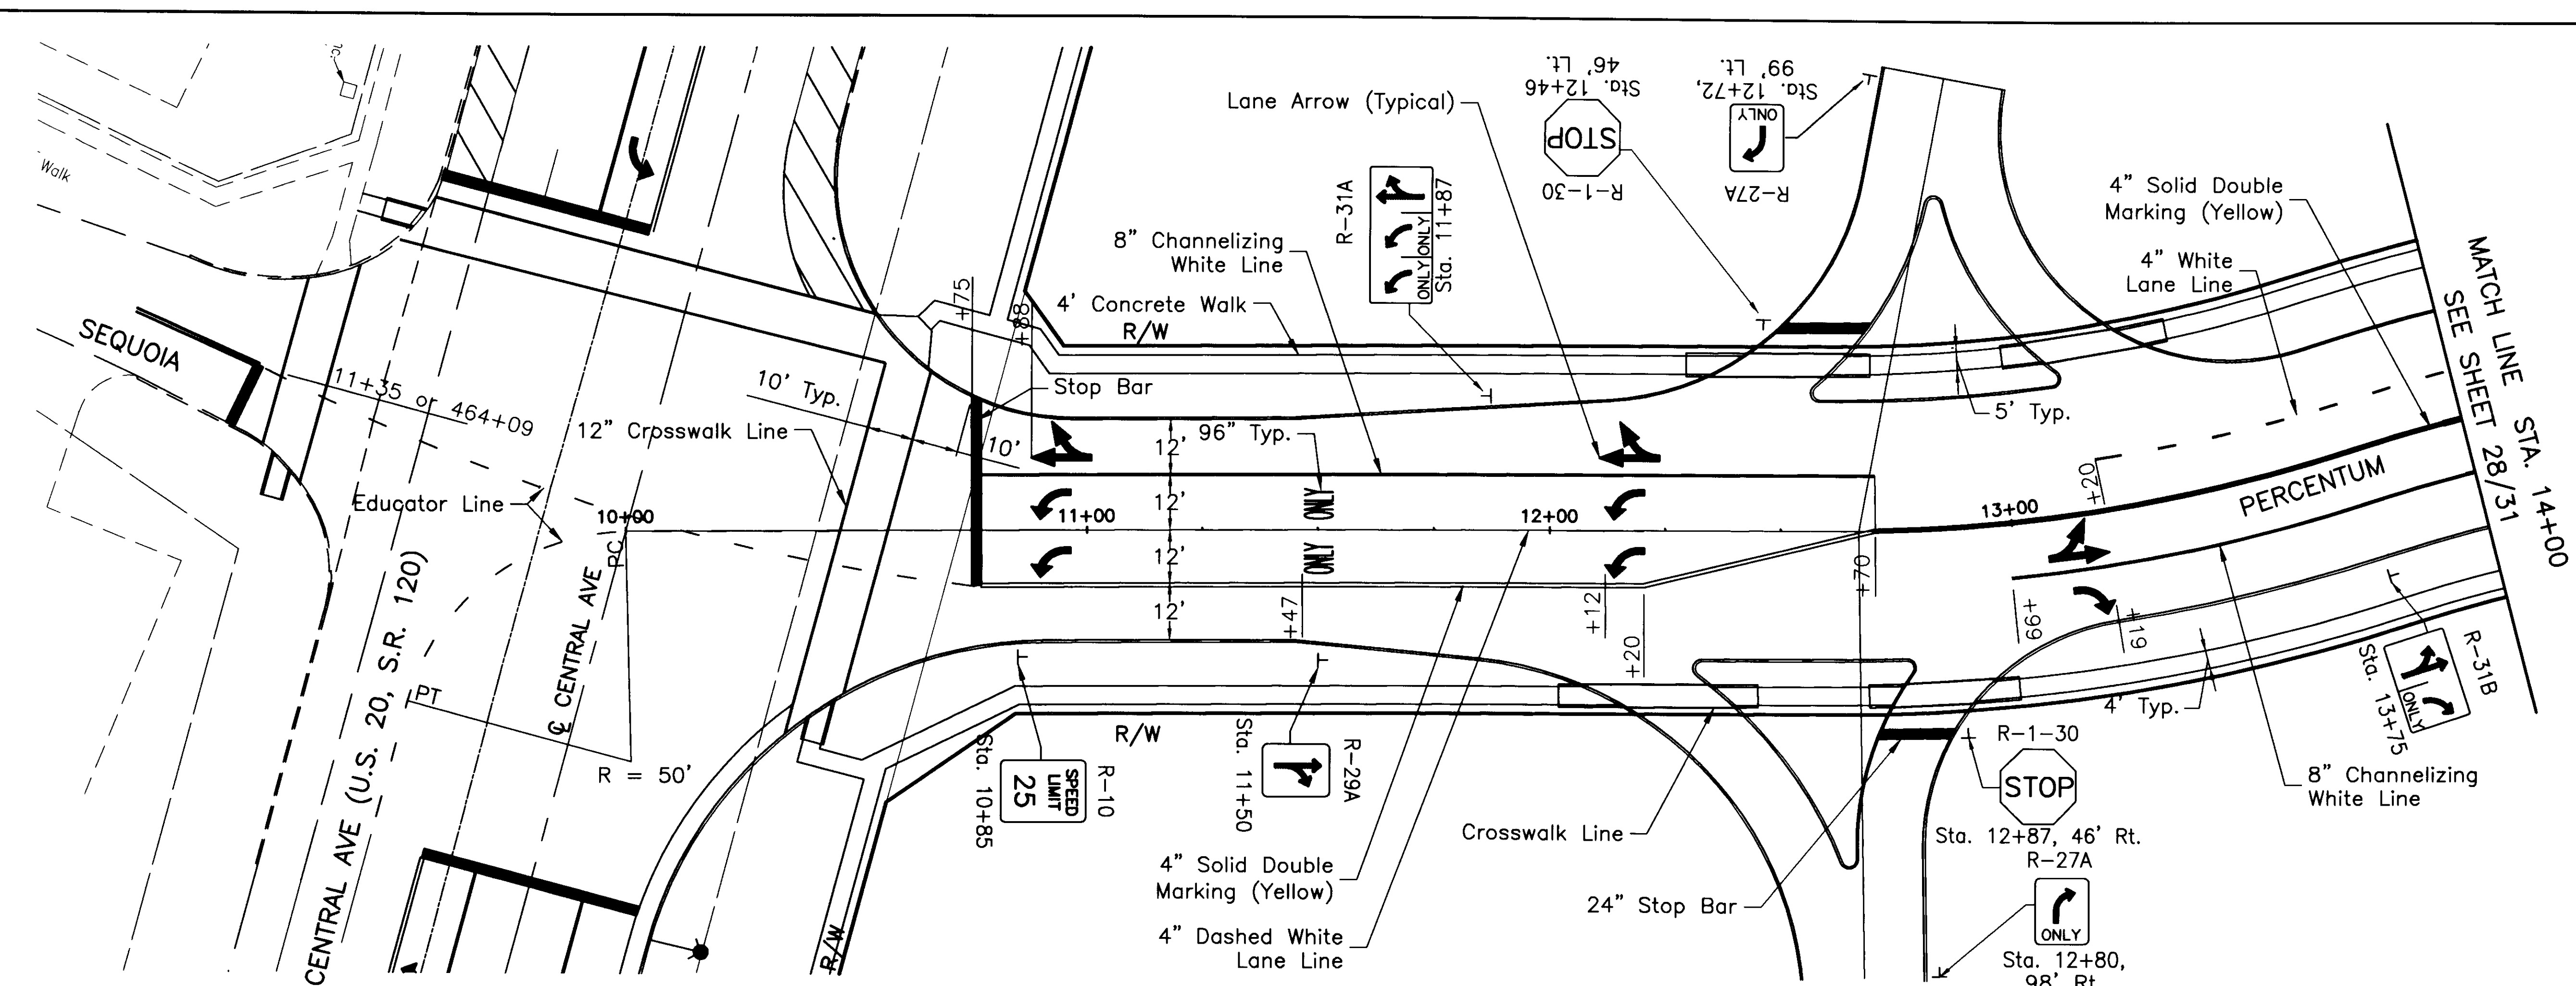 Walk
SEQUOIA
11+35 or 464+09
Educator Line
10+00
PC
CENTRAL AVE (U.S. 20, S.R. 120)
℄ CENTRAL AVE
PT
R = 50'
R/W
12" Crosswalk Line
10' Typ.
10'
+75
+88
Stop Bar
Lane Arrow (Typical)
8" Channelizing
White Line
4' Concrete Walk
R/W
R-31A
ONLY
ONLY
Sta. 11+87
Sta. 12+46
46' Lt.
STOP
R-1-30
Sta. 12+72,
99' Lt.
ONLY
R-27A
96" Typ.
12'
12'
12'
12'
ONLY
ONLY
11+00
12+00
13+00
+47
+12
+20
+70
+99
+19
+20
5' Typ.
4" Solid Double
Marking (Yellow)
4" White
Lane Line
MATCH LINE STA. 14+00
SEE SHEET 28/31
PERCENTUM
R/W
R-10
SPEED
LIMIT
25
Sta. 10+85
R-29A
Sta. 11+50
4" Solid Double
Marking (Yellow)
4" Dashed White
Lane Line
Crosswalk Line
24" Stop Bar
4' Typ.
R-1-30
STOP
Sta. 12+87, 46' Rt.
R-27A
ONLY
Sta. 12+80,
98' Rt.
R-31B
ONLY
Sta. 13+75
8" Channelizing
White Line